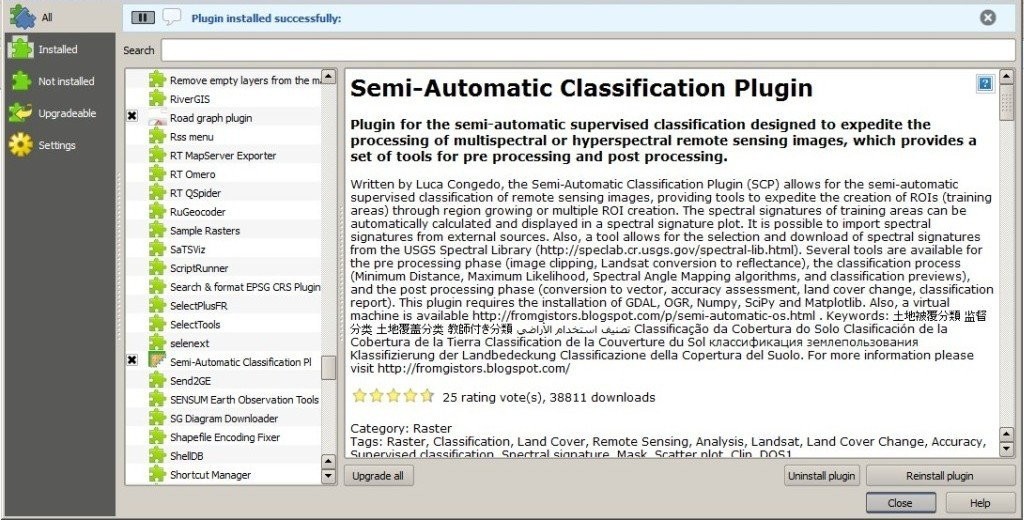 All
Plugin installed successfully:
Installed
Not installed
Upgradeable
Settings
Search
Remove empty layers from the m
RiverGIS
Road graph plugin
Rss menu
RT MapServer Exporter
RT Omero
RT QSpider
RuGeocoder
Sample Rasters
SaTSViz
ScriptRunner
Search & format EPSG CRS Plugin
SelectPlusFR
SelectTools
selenext
Semi-Automatic Classification Pl
Send2GE
SENSUM Earth Observation Tools
SG Diagram Downloader
Shapefile Encoding Fixer
ShellDB
Shortcut Manager
Semi-Automatic Classification Plugin
Plugin for the semi-automatic supervised classification designed to expedite the
processing of multispectral or hyperspectral remote sensing images, which provides a
set of tools for pre processing and post processing.
Written by Luca Congedo, the Semi-Automatic Classification Plugin (SCP) allows for the semi-automatic
supervised classification of remote sensing images, providing tools to expedite the creation of ROIs (training
areas) through region growing or multiple ROI creation. The spectral signatures of training areas can be
automatically calculated and displayed in a spectral signature plot. It is possible to import spectral
signatures from external sources. Also, a tool allows for the selection and download of spectral signatures
from the USGS Spectral Library (http://speclab.cr.usgs.gov/spectral-lib.html). Several tools are available for
the pre processing phase (image clipping, Landsat conversion to reflectance), the classification process
(Minimum Distance, Maximum Likelihood, Spectral Angle Mapping algorithms, and classification previews),
and the post processing phase (conversion to vector, accuracy assessment, land cover change, classification
report). This plugin requires the installation of GDAL, OGR, Numpy, SciPy and Matplotlib. Also, a virtual
machine is available http://fromgistors.blogspot.com/p/semi-automatic-os.html . Keywords: 土地被覆分類 监督
分类 土地覆盖分类 教師付き分類 تصنيف استخدام الأراضي Classificação da Cobertura do Solo Clasificación de la
Cobertura de la Tierra Classification de la Couverture du Sol классификация землепользования
Klassifizierung der Landbedeckung Classificazione della Copertura del Suolo. For more information please
visit http://fromgistors.blogspot.com/
25 rating vote(s), 38811 downloads
Category: Raster
Tags: Raster, Classification, Land Cover, Remote Sensing, Analysis, Landsat, Land Cover Change, Accuracy,
Supervised classification, Spectral signature, Mask, Scatter plot, Clip, DOS1
Upgrade all
Uninstall plugin
Reinstall plugin
Close
Help